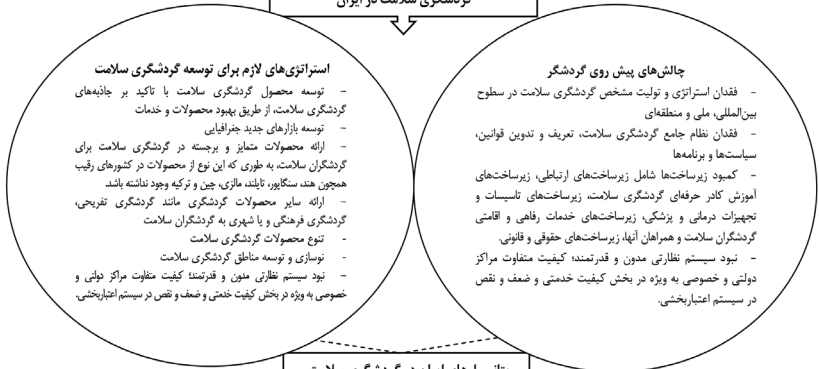 گردشگری سلامت در ایران
چالش‌های پیش روی گردشگر
- فقدان استراتژی و تولیت مشخص گردشگری سلامت در سطوح
بین‌المللی، ملی و منطقه‌ای
- فقدان نظام جامع گردشگری سلامت، تعریف و تدوین قوانین،
سیاست‌ها و برنامه‌ها
- کمبود زیرساخت‌ها شامل زیرساخت‌های ارتباطی، زیرساخت‌های
آموزش کادر حرفه‌ای گردشگری سلامت، زیرساخت‌های تاسیسات و
تجهیزات درمانی و پزشکی، زیرساخت‌های خدمات رفاهی و اقامتی
گردشگران سلامت و همراهان آنها، زیرساخت‌های حقوقی و قانونی.
- نبود سیستم نظارتی مدون و قدرتمند؛ کیفیت متفاوت مراکز
دولتی و خصوصی به ویژه در بخش کیفیت خدمتی و ضعف و نقص
در سیستم اعتباربخشی.
استراتژی‌های لازم برای توسعه گردشگری سلامت
- توسعه محصول گردشگری سلامت با تاکید بر جاذبه‌های
گردشگری سلامت، از طریق بهبود محصولات و خدمات
- توسعه بازارهای جدید جغرافیایی
- ارائه محصولات متمایز و برجسته در گردشگری سلامت برای
گردشگران سلامت، به طوری که این نوع از محصولات در کشورهای رقیب
همچون هند، سنگاپور، تایلند، مالزی، چین و ترکیه وجود نداشته باشد.
- ارائه سایر محصولات گردشگری مانند گردشگری تفریحی،
گردشگری فرهنگی و یا شهری به گردشگران سلامت
- تنوع محصولات گردشگری سلامت
- نوسازی و توسعه مناطق گردشگری سلامت
- نبود سیستم نظارتی مدون و قدرتمند؛ کیفیت متفاوت مراکز دولتی و
خصوصی به ویژه در بخش کیفیت خدمتی و ضعف و نقص در سیستم اعتباربخشی.